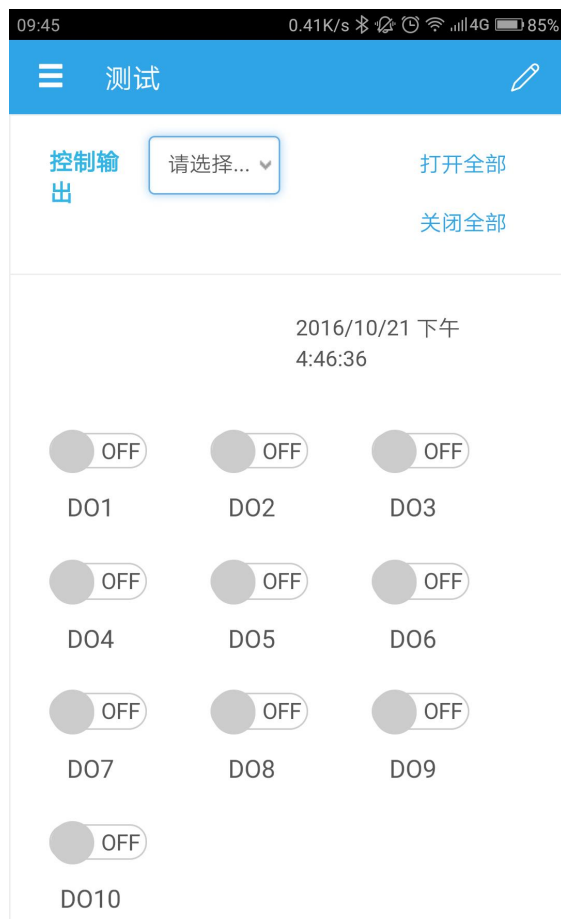 09:45 0.41K/s 4G 85%
测试
控制输出 请选择... 打开全部
关闭全部
2016/10/21 下午
4:46:36
OFF OFF OFF
DO1 DO2 DO3
OFF OFF OFF
DO4 DO5 DO6
OFF OFF OFF
DO7 DO8 DO9
OFF
DO10